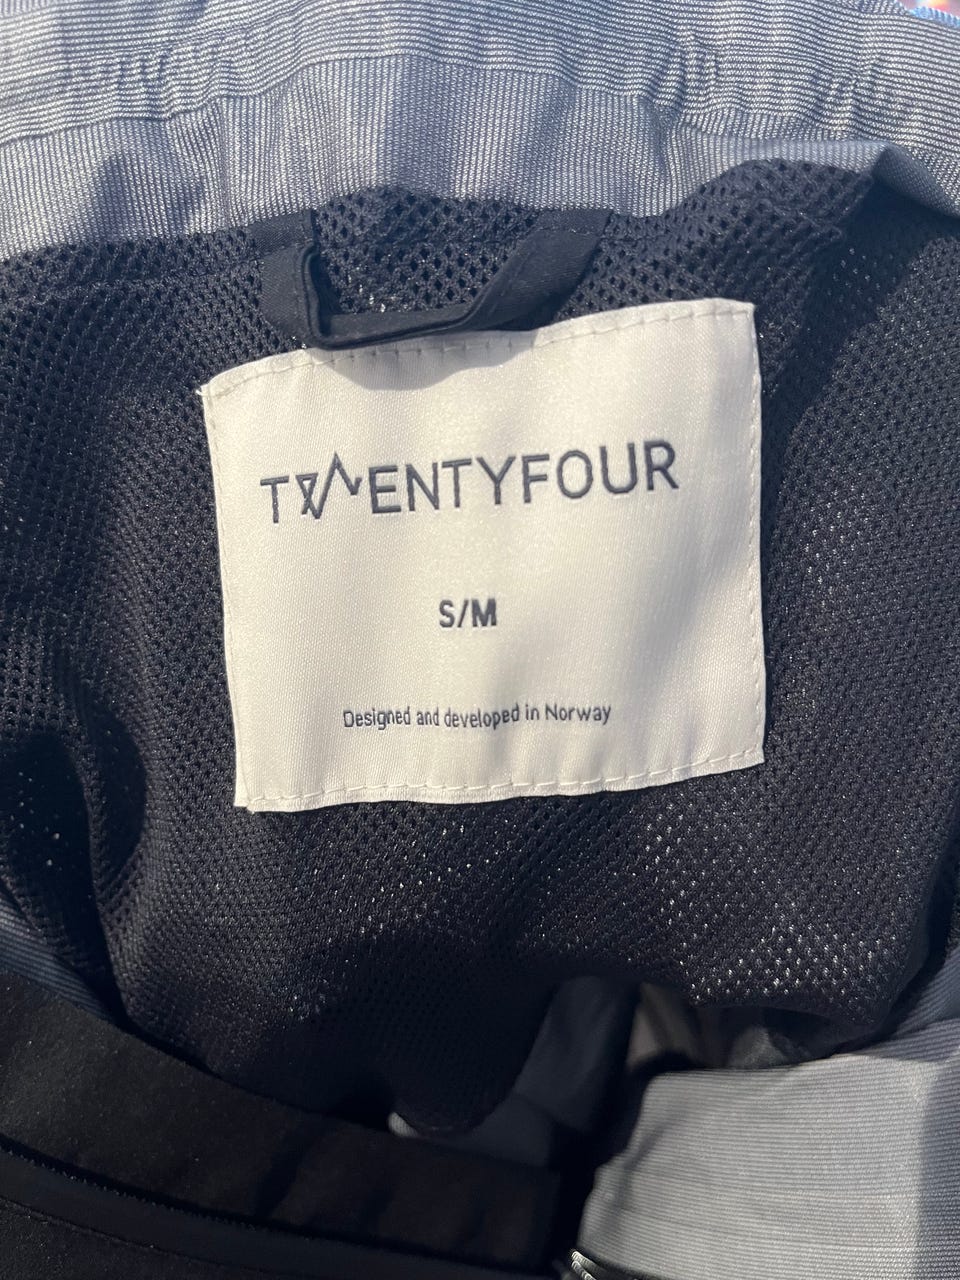 TWENTYFOUR
S/M
Designed and developed in Norway